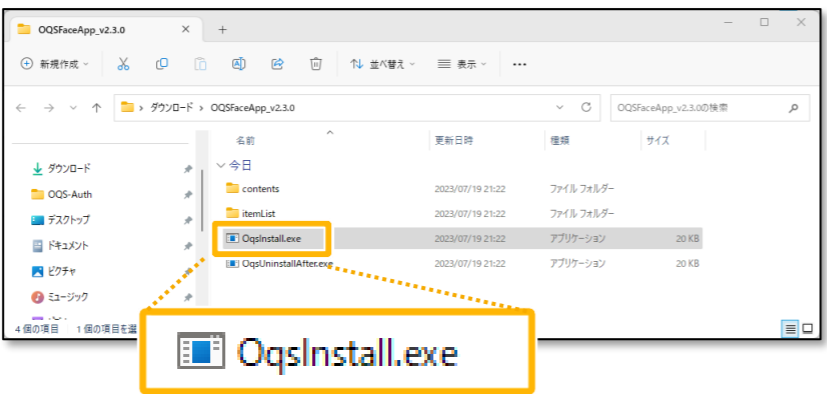 OQSFaceApp_v2.3.0
新規作成
並べ替え
表示
ダウンロード › OQSFaceApp_v2.3.0
OQSFaceApp_v2.3.0の検索
名前 更新日時 種類 サイズ
今日
ダウンロード
contents 2023/07/19 21:22 ファイル フォルダー
OQS-Auth
itemList 2023/07/19 21:22 ファイル フォルダー
デスクトップ
OqsInstall.exe 2023/07/19 21:22 アプリケーション 20 KB
ドキュメント
OqsUninstallAfter.exe 2023/07/19 21:22 アプリケーション 20 KB
ピクチャ
ミュージック
4 個の項目 1 個の項目を選
OqsInstall.exe